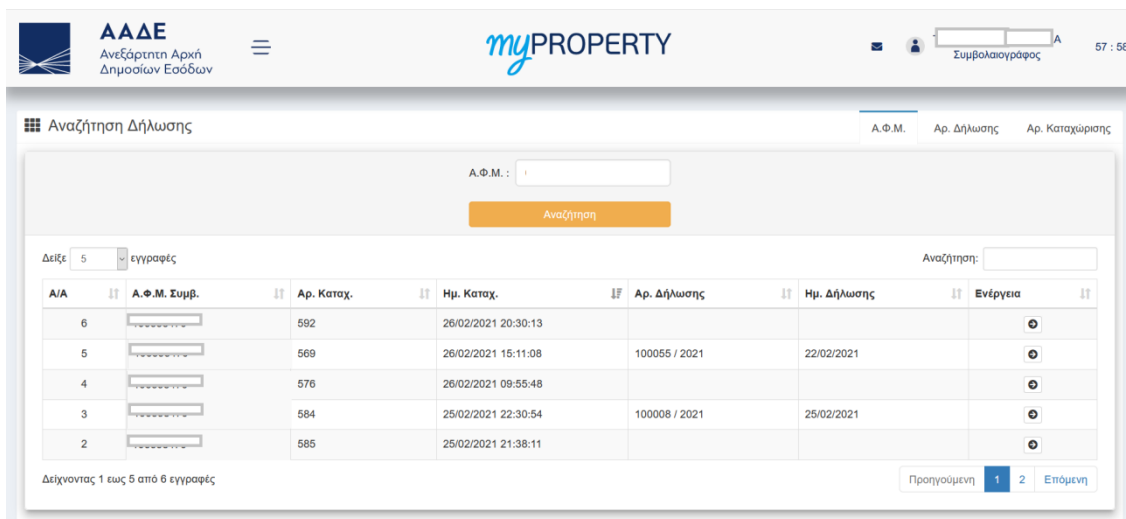 ΑΑΔΕ
Ανεξάρτητη Αρχή
Δημοσίων Εσόδων
myPROPERTY
Α
Συμβολαιογράφος
57 : 58
Αναζήτηση Δήλωσης
Α.Φ.Μ. Αρ. Δήλωσης Αρ. Καταχώρισης
Α.Φ.Μ. :
Αναζήτηση
Δείξε 5 εγγραφές Αναζήτηση:
Α/Α Α.Φ.Μ. Συμβ. Αρ. Καταχ. Ημ. Καταχ. Αρ. Δήλωσης Ημ. Δήλωσης Ενέργεια
6 592 26/02/2021 20:30:13
5 569 26/02/2021 15:11:08 100055 / 2021 22/02/2021
4 576 26/02/2021 09:55:48
3 584 25/02/2021 22:30:54 100008 / 2021 25/02/2021
2 585 25/02/2021 21:38:11
Δείχνοντας 1 εως 5 από 6 εγγραφές Προηγούμενη 1 2 Επόμενη